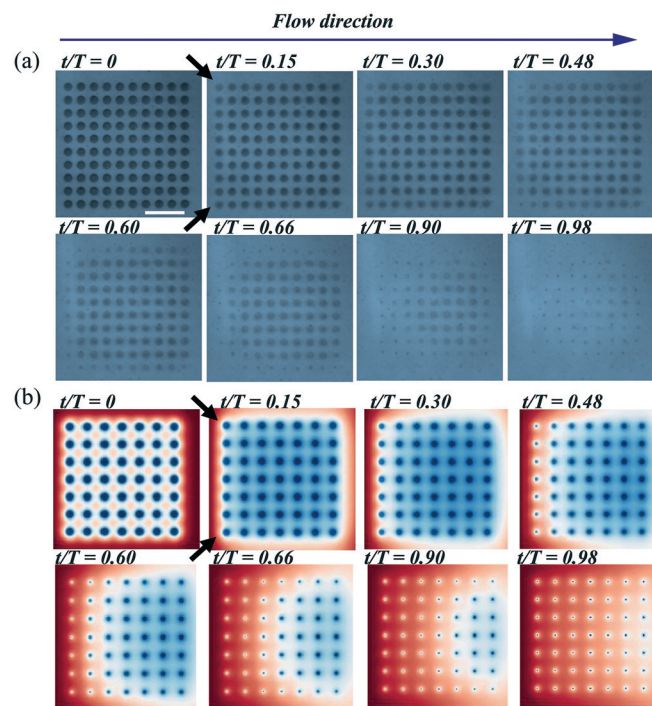 Flow direction
(a)
t/T = 0 t/T = 0.15 t/T = 0.30 t/T = 0.48
t/T = 0.60 t/T = 0.66 t/T = 0.90 t/T = 0.98
(b)
t/T = 0 t/T = 0.15 t/T = 0.30 t/T = 0.48
t/T = 0.60 t/T = 0.66 t/T = 0.90 t/T = 0.98